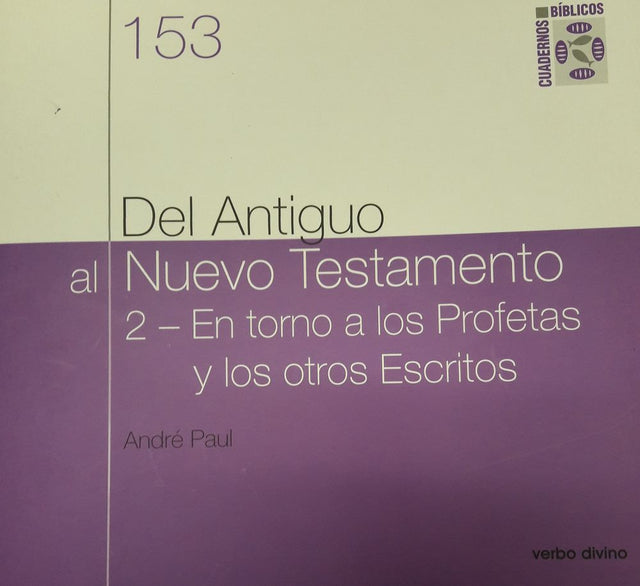 153
CUADERNOS BÍBLICOS
Del Antiguo
al Nuevo Testamento
2 – En torno a los Profetas
y los otros Escritos
André Paul
verbo divino